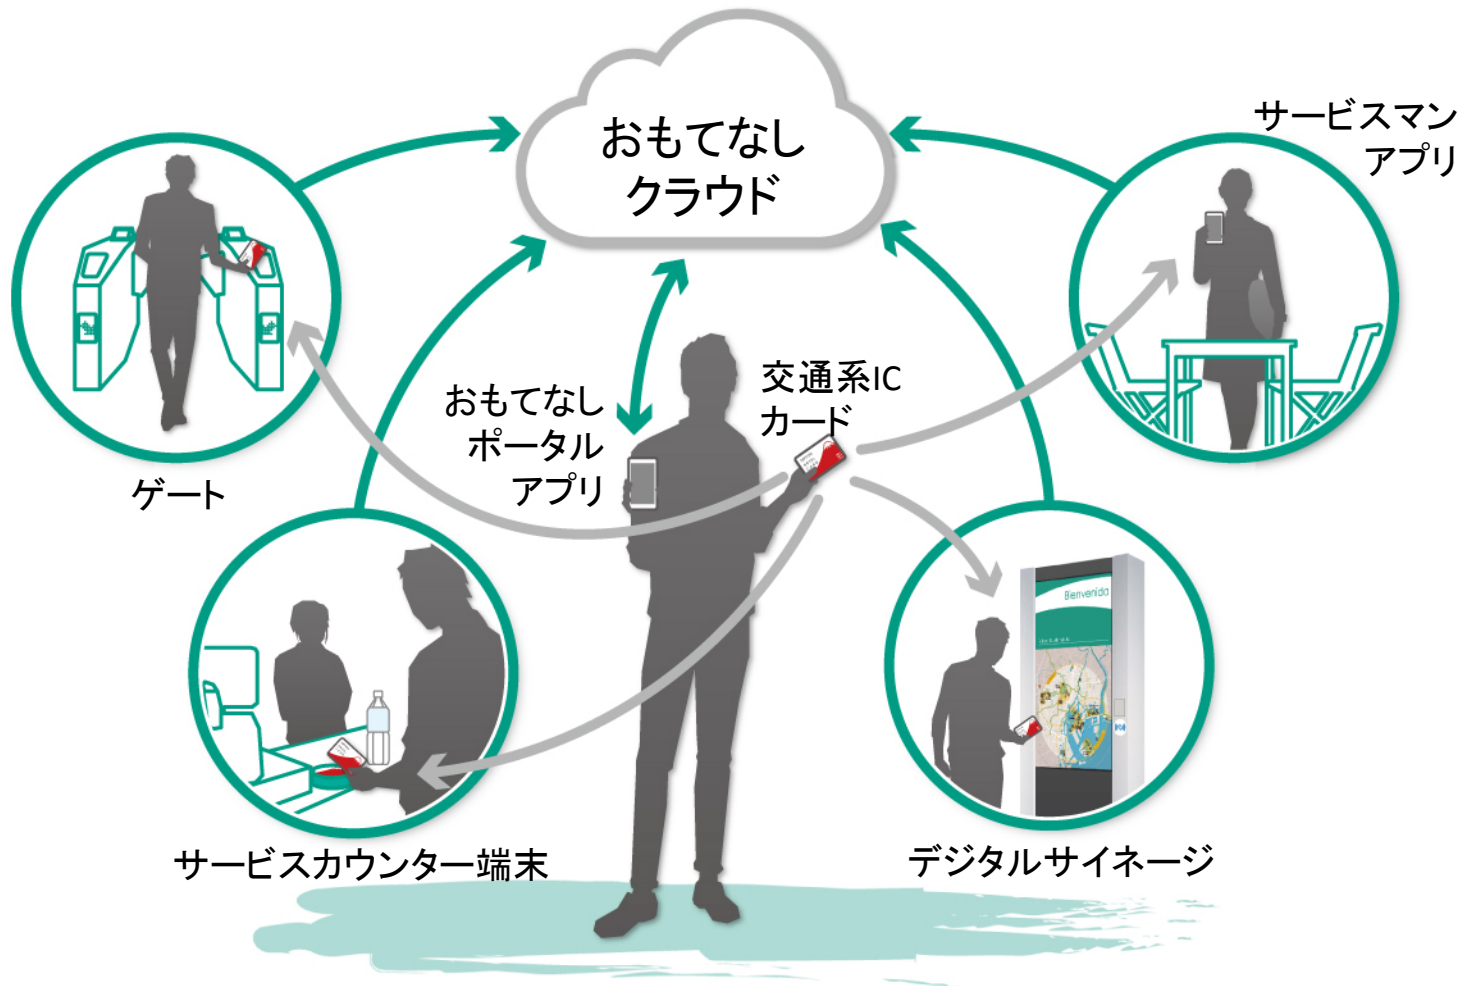 おもてなし
クラウド
サービスマン
アプリ
交通系IC
カード
おもてなし
ポータル
アプリ
ゲート
Bienvenida
サービスカウンター端末
デジタルサイネージ